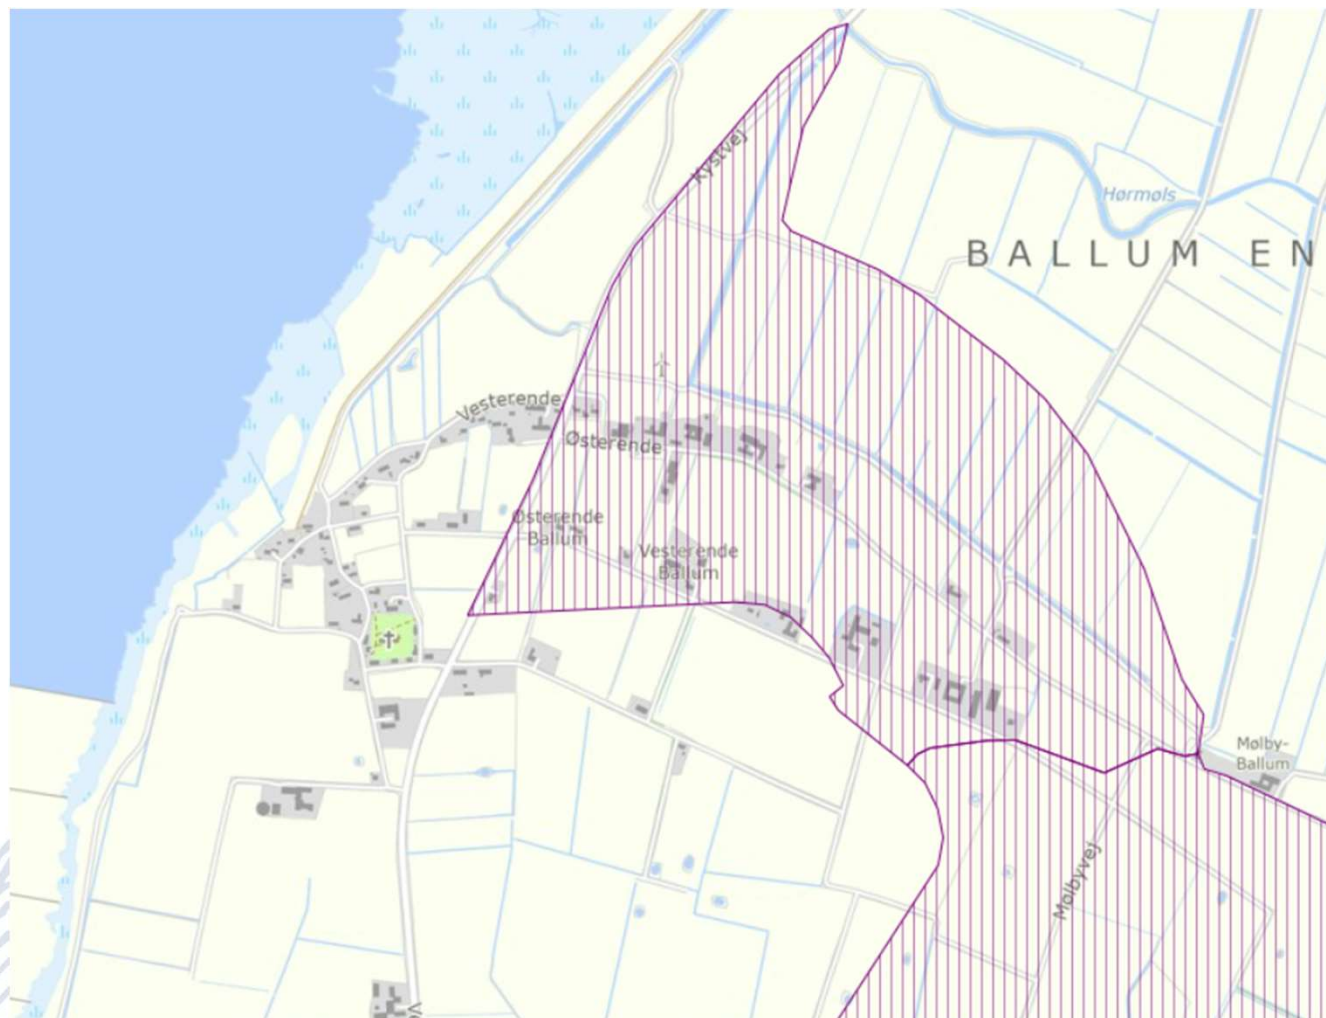 Kystvej
Hørmøls
BALLUM EN
Vesterende
Østerende
Østerende
Ballum
Vesterende
Ballum
Mølby-
Ballum
Mølbyvej